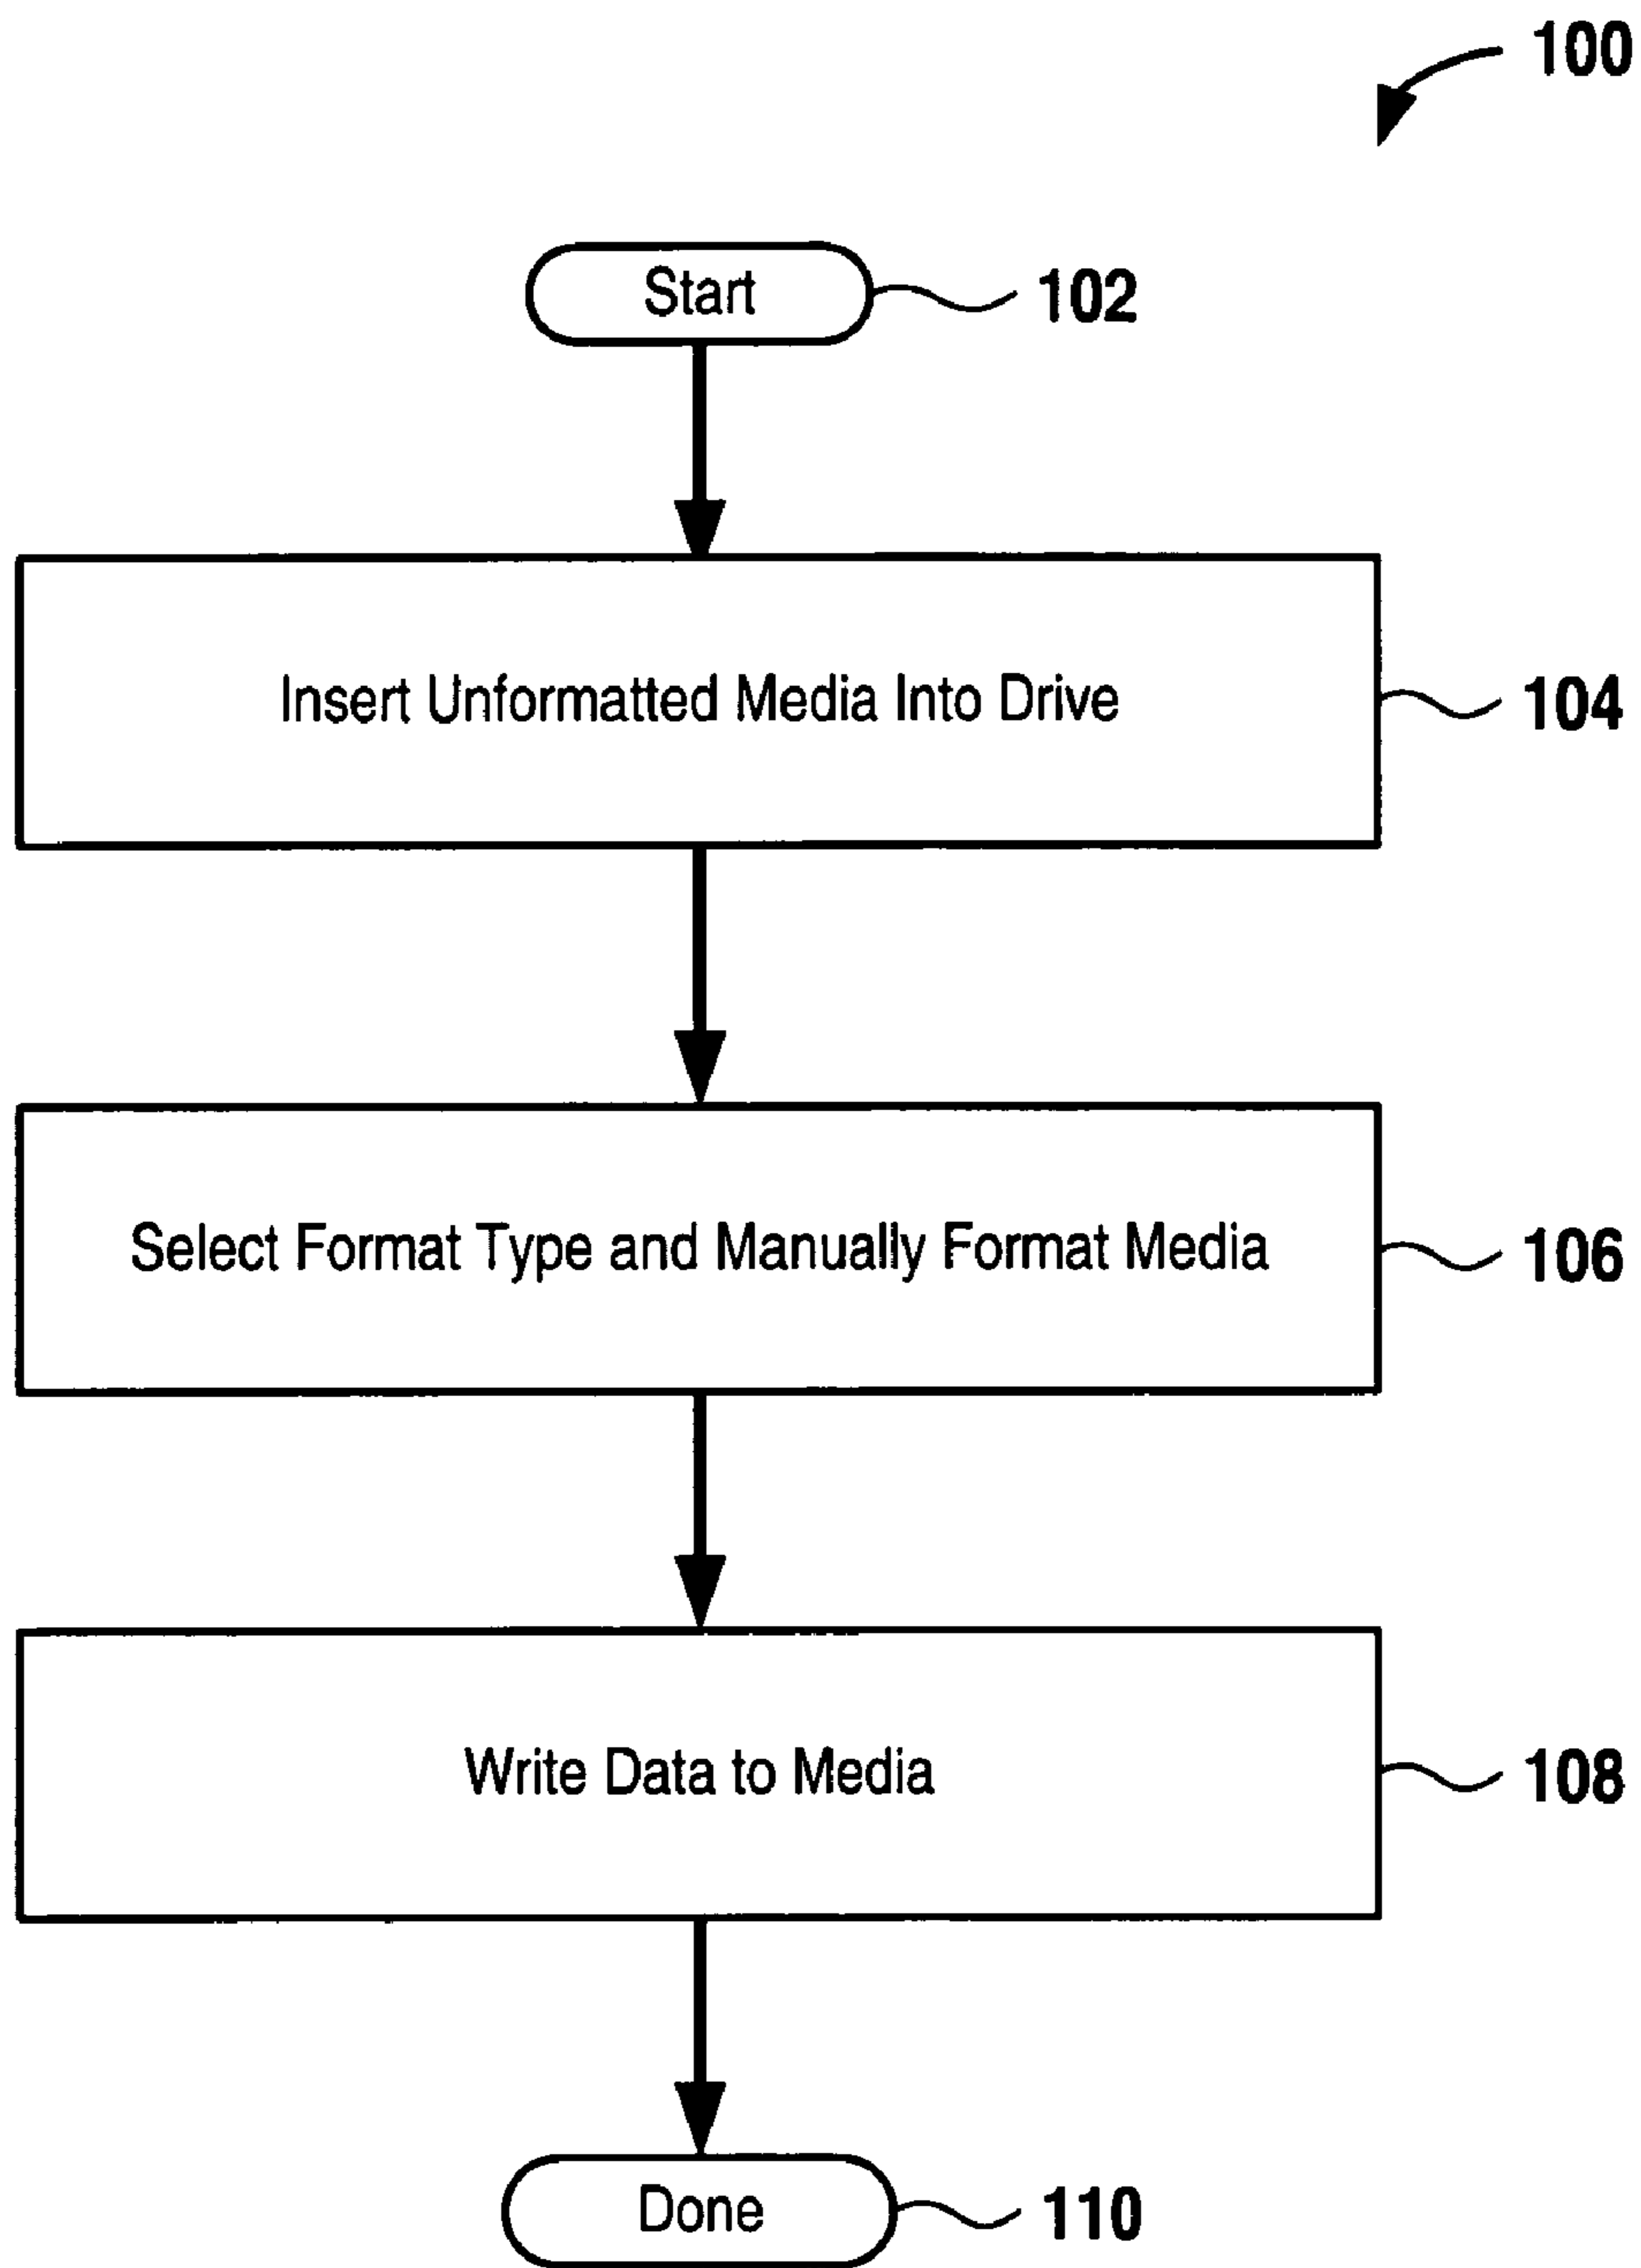 100
Start 102
Insert Unformatted Media Into Drive 104
Select Format Type and Manually Format Media 106
Write Data to Media 108
Done 110